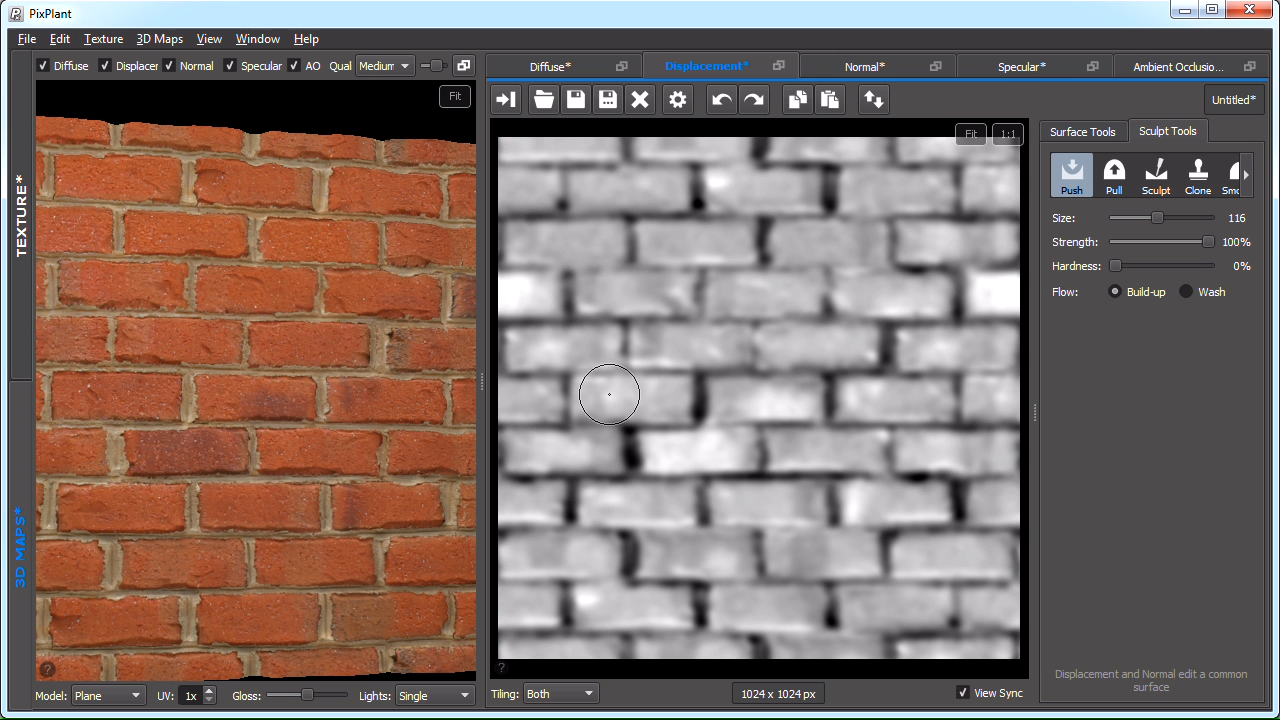 PixPlant
File Edit Texture 3D Maps View Window Help
Diffuse Displacer Normal Specular AO Qual Medium
Diffuse* Displacement* Normal* Specular* Ambient Occlusio...
Fit
Untitled*
Fit 1:1
Surface Tools Sculpt Tools
Push Pull Sculpt Clone Smo
Size: 116
Strength: 100%
Hardness: 0%
Flow: Build-up Wash
TEXTURE*
3D MAPS*
?
?
Displacement and Normal edit a common
surface
Model: Plane UV: 1x Gloss: Lights: Single
Tiling: Both 1024 x 1024 px View Sync